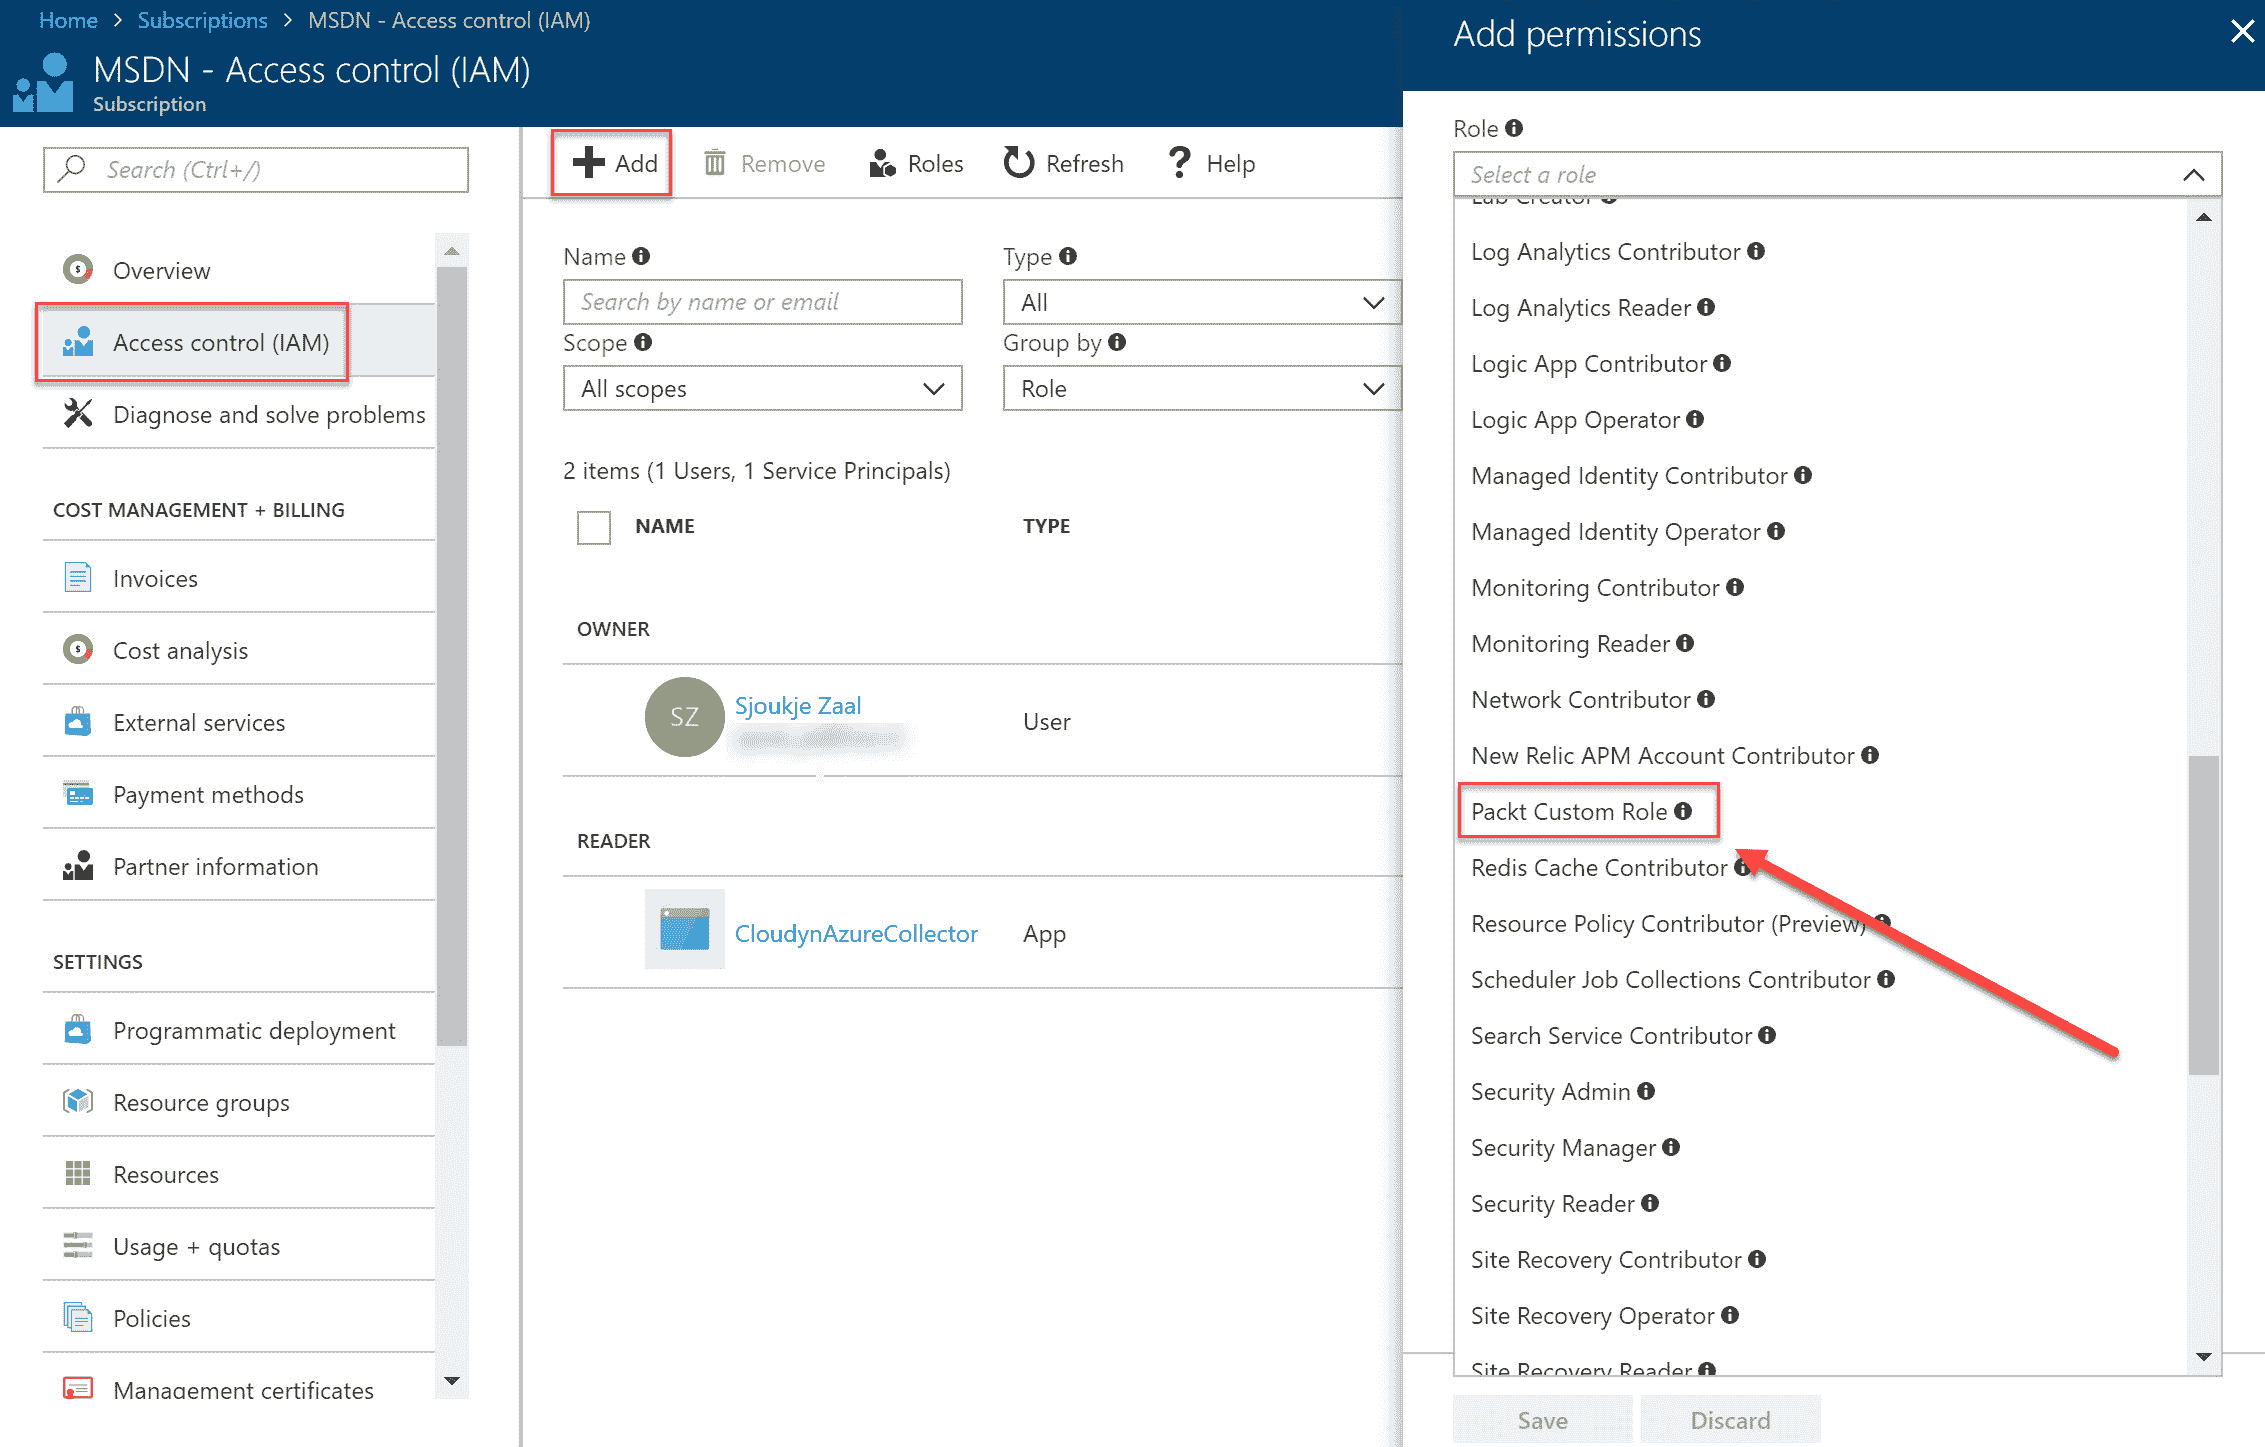 Home > Subscriptions > MSDN - Access control (IAM)
MSDN - Access control (IAM)
Subscription
Search (Ctrl+/)
Overview
Access control (IAM)
Diagnose and solve problems
COST MANAGEMENT + BILLING
Invoices
Cost analysis
External services
Payment methods
Partner information
SETTINGS
Programmatic deployment
Resource groups
Resources
Usage + quotas
Policies
Management certificates
Add Remove Roles Refresh ? Help
Name Type
Search by name or email All
Scope Group by
All scopes Role
2 items (1 Users, 1 Service Principals)
NAME TYPE
OWNER
SZ Sjoukje Zaal User
READER
CloudynAzureCollector App
Add permissions
Role
Select a role
Lab Creator
Log Analytics Contributor
Log Analytics Reader
Logic App Contributor
Logic App Operator
Managed Identity Contributor
Managed Identity Operator
Monitoring Contributor
Monitoring Reader
Network Contributor
New Relic APM Account Contributor
Packt Custom Role
Redis Cache Contributor
Resource Policy Contributor (Preview)
Scheduler Job Collections Contributor
Search Service Contributor
Security Admin
Security Manager
Security Reader
Site Recovery Contributor
Site Recovery Operator
Site Recovery Reader
Save Discard